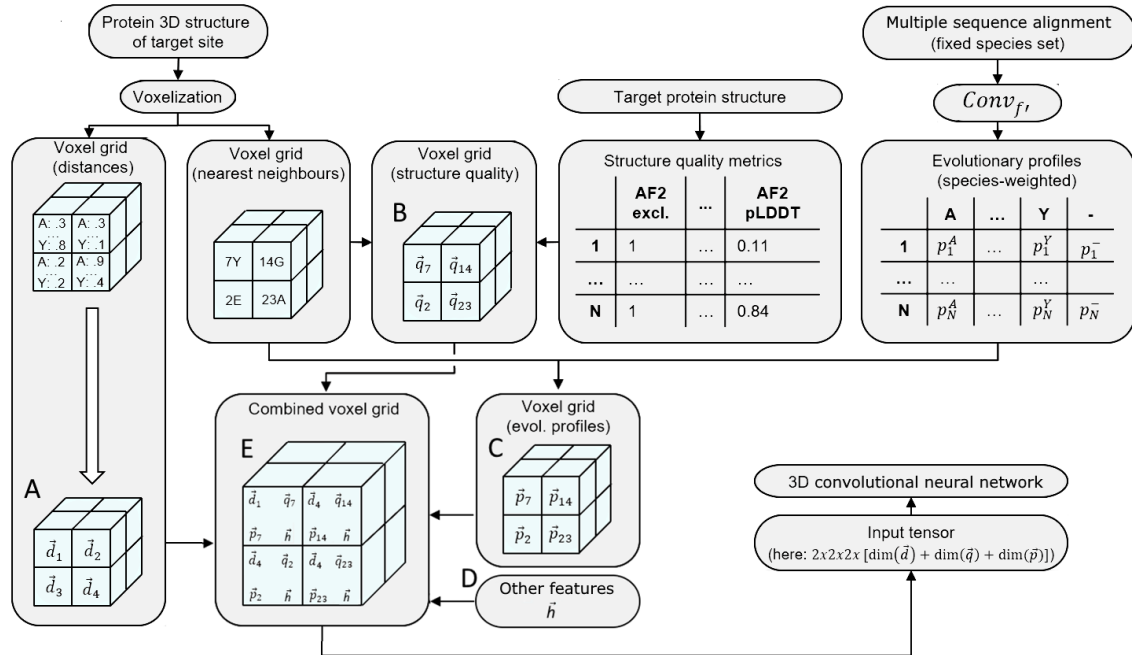 Protein 3D structure
of target site
Multiple sequence alignment
(fixed species set)
Voxelization
Target protein structure
Conv_f,
Voxel grid
(distances)
A: .3 A: .3
Y: .8 Y: .1
A: .2 A: .9
Y: .2 Y: .4
Voxel grid
(nearest neighbours)
7Y 14G
2E 23A
Voxel grid
(structure quality)
B
q⃗7 q⃗14
q⃗2 q⃗23
Structure quality metrics
AF2 excl. ... AF2 pLDDT
1 1 ... 0.11
... ...
N 1 ... 0.84
Evolutionary profiles
(species-weighted)
A ... Y -
1 p₁ᴬ ... p₁ʸ p₁⁻
... ... ...
N p_N^A ... p_N^Y p_N^-
A
d⃗1 d⃗2
d⃗3 d⃗4
Combined voxel grid
E
d⃗1 q⃗7 d⃗4 q⃗14
p⃗7 h⃗ p⃗14 h⃗
d⃗4 q⃗2 d⃗4 q⃗23
p⃗2 h⃗ p⃗23 h⃗
Voxel grid
(evol. profiles)
C
p⃗7 p⃗14
p⃗2 p⃗23
D
Other features
h⃗
3D convolutional neural network
Input tensor
(here: 2x2x2x [dim(d⃗) + dim(q⃗) + dim(p⃗)])